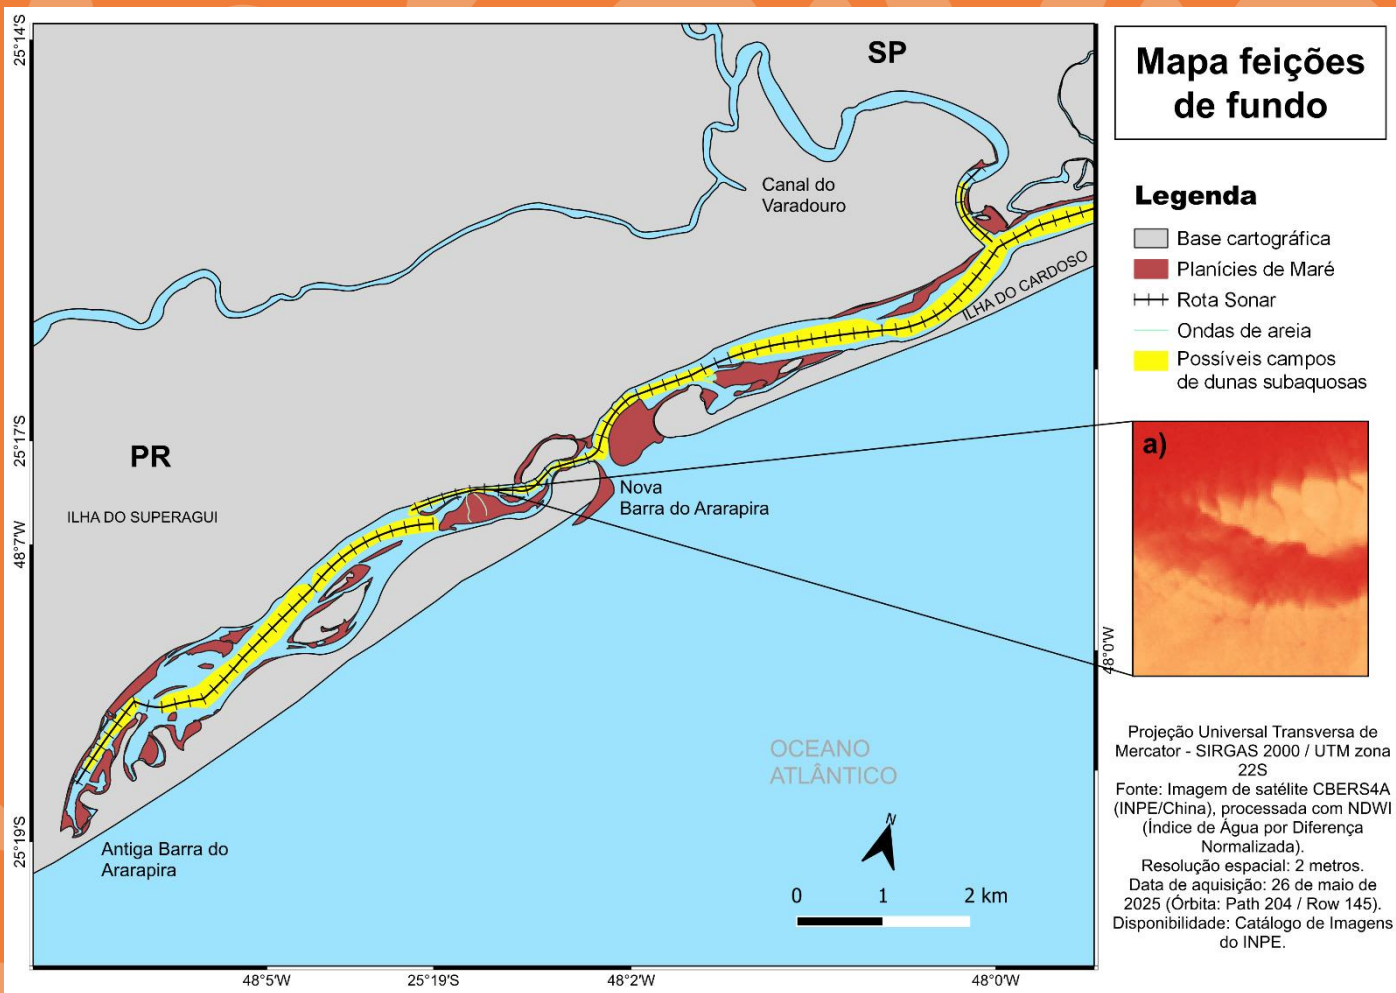 Mapa feições
de fundo
Legenda
Base cartográfica
Planícies de Maré
Rota Sonar
Ondas de areia
Possíveis campos
de dunas subaquosas
a)
Projeção Universal Transversa de
Mercator - SIRGAS 2000 / UTM zona
22S
Fonte: Imagem de satélite CBERS4A
(INPE/China), processada com NDWI
(Índice de Água por Diferença
Normalizada).
Resolução espacial: 2 metros.
Data de aquisição: 26 de maio de
2025 (Órbita: Path 204 / Row 145).
Disponibilidade: Catálogo de Imagens
do INPE.
SP
Canal do
Varadouro
ILHA DO CARDOSO
PR
ILHA DO SUPERAGUI
Nova
Barra do Ararapira
Antiga Barra do
Ararapira
OCEANO
ATLÂNTICO
N
0 1 2 km
25°14'S
25°17'S
48°7'W
25°19'S
48°0'W
48°5'W 25°19'S 48°2'W 48°0'W